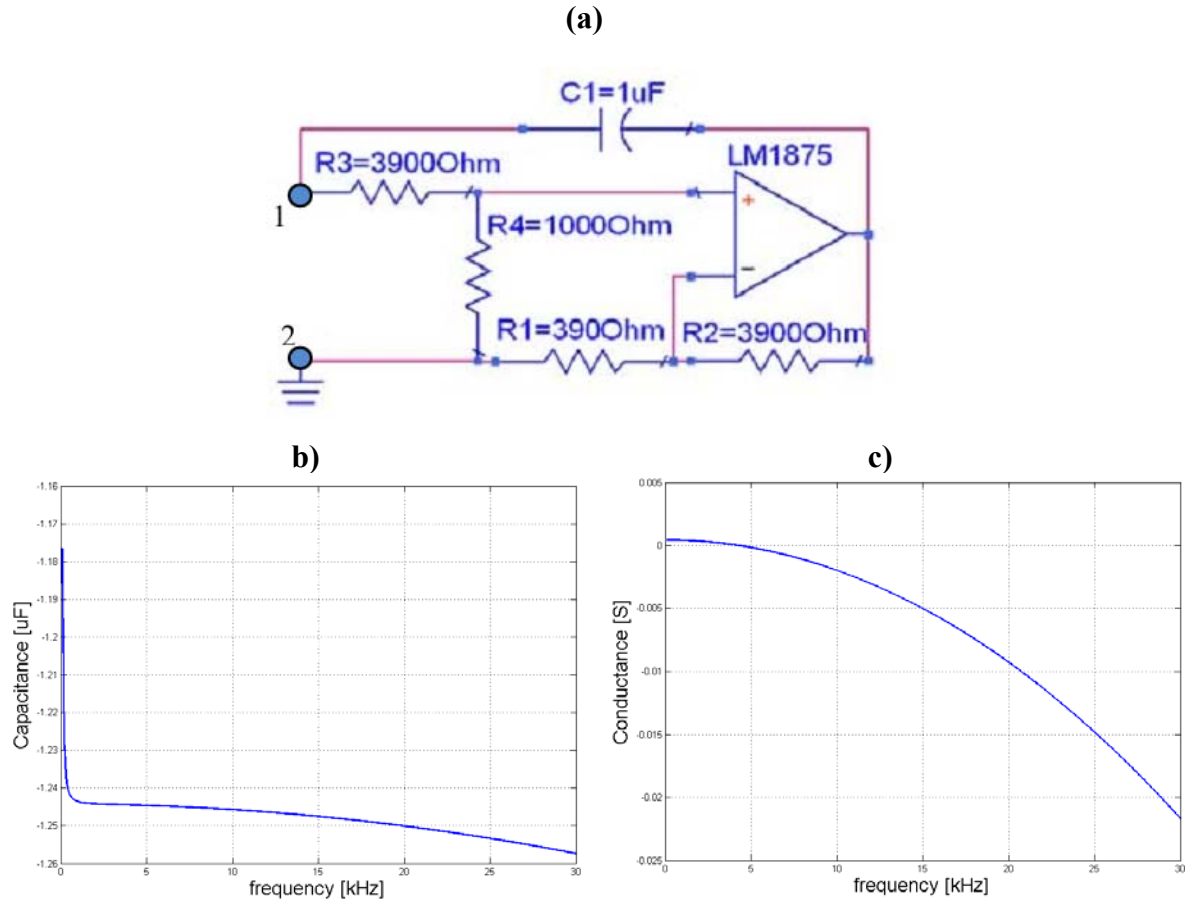 (a)
C1=1uF
LM1875
R3=3900Ohm
+
1
R4=1000Ohm
−
2
R1=390Ohm
R2=3900Ohm
b)
c)
-1.16
-1.17
-1.18
-1.19
-1.2
-1.21
-1.22
-1.23
-1.24
-1.25
-1.26
Capacitance [uF]
0 5 10 15 20 25 30
frequency [kHz]
0.005
0
-0.005
-0.01
-0.015
-0.02
-0.025
Conductance [S]
0 5 10 15 20 25 30
frequency [kHz]